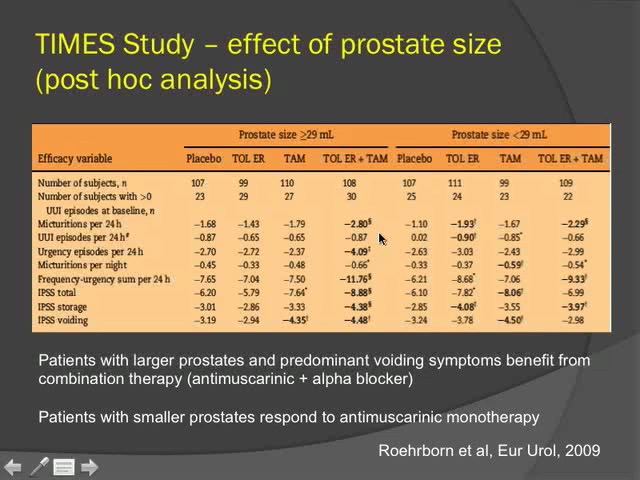 TIMES Study – effect of prostate size
(post hoc analysis)
Prostate size ≥29 mL Prostate size <29 mL
Efficacy variable Placebo TOL ER TAM TOL ER + TAM Placebo TOL ER TAM TOL ER + TAM
Number of subjects, n 107 99 110 108 107 111 99 109
Number of subjects with >0 23 29 27 30 25 24 23 22
UUI episodes at baseline, n
Micturitions per 24 h −1.68 −1.43 −1.79 −2.80§ −1.10 −1.93† −1.67 −2.29§
UUI episodes per 24 h# −0.87 −0.65 −0.65 −0.87 0.02 −0.90† −0.85* −0.66
Urgency episodes per 24 h −2.70 −2.72 −2.37 −4.09‡ −2.63 −3.03 −2.43 −2.99
Micturitions per night −0.45 −0.33 −0.48 −0.66* −0.33 −0.37 −0.59† −0.54*
Frequency-urgency sum per 24 h −7.65 −7.04 −7.50 −11.76§ −6.21 −8.68* −7.06 −9.33†
IPSS total −6.20 −5.79 −7.64* −8.88§ −6.10 −7.82* −8.06† −6.99
IPSS storage −3.01 −2.86 −3.33 −4.38§ −2.85 −4.08‡ −3.55 −3.97†
IPSS voiding −3.19 −2.94 −4.35† −4.48† −3.24 −3.78 −4.50† −2.98
Patients with larger prostates and predominant voiding symptoms benefit from
combination therapy (antimuscarinic + alpha blocker)
Patients with smaller prostates respond to antimuscarinic monotherapy
Roehrborn et al, Eur Urol, 2009